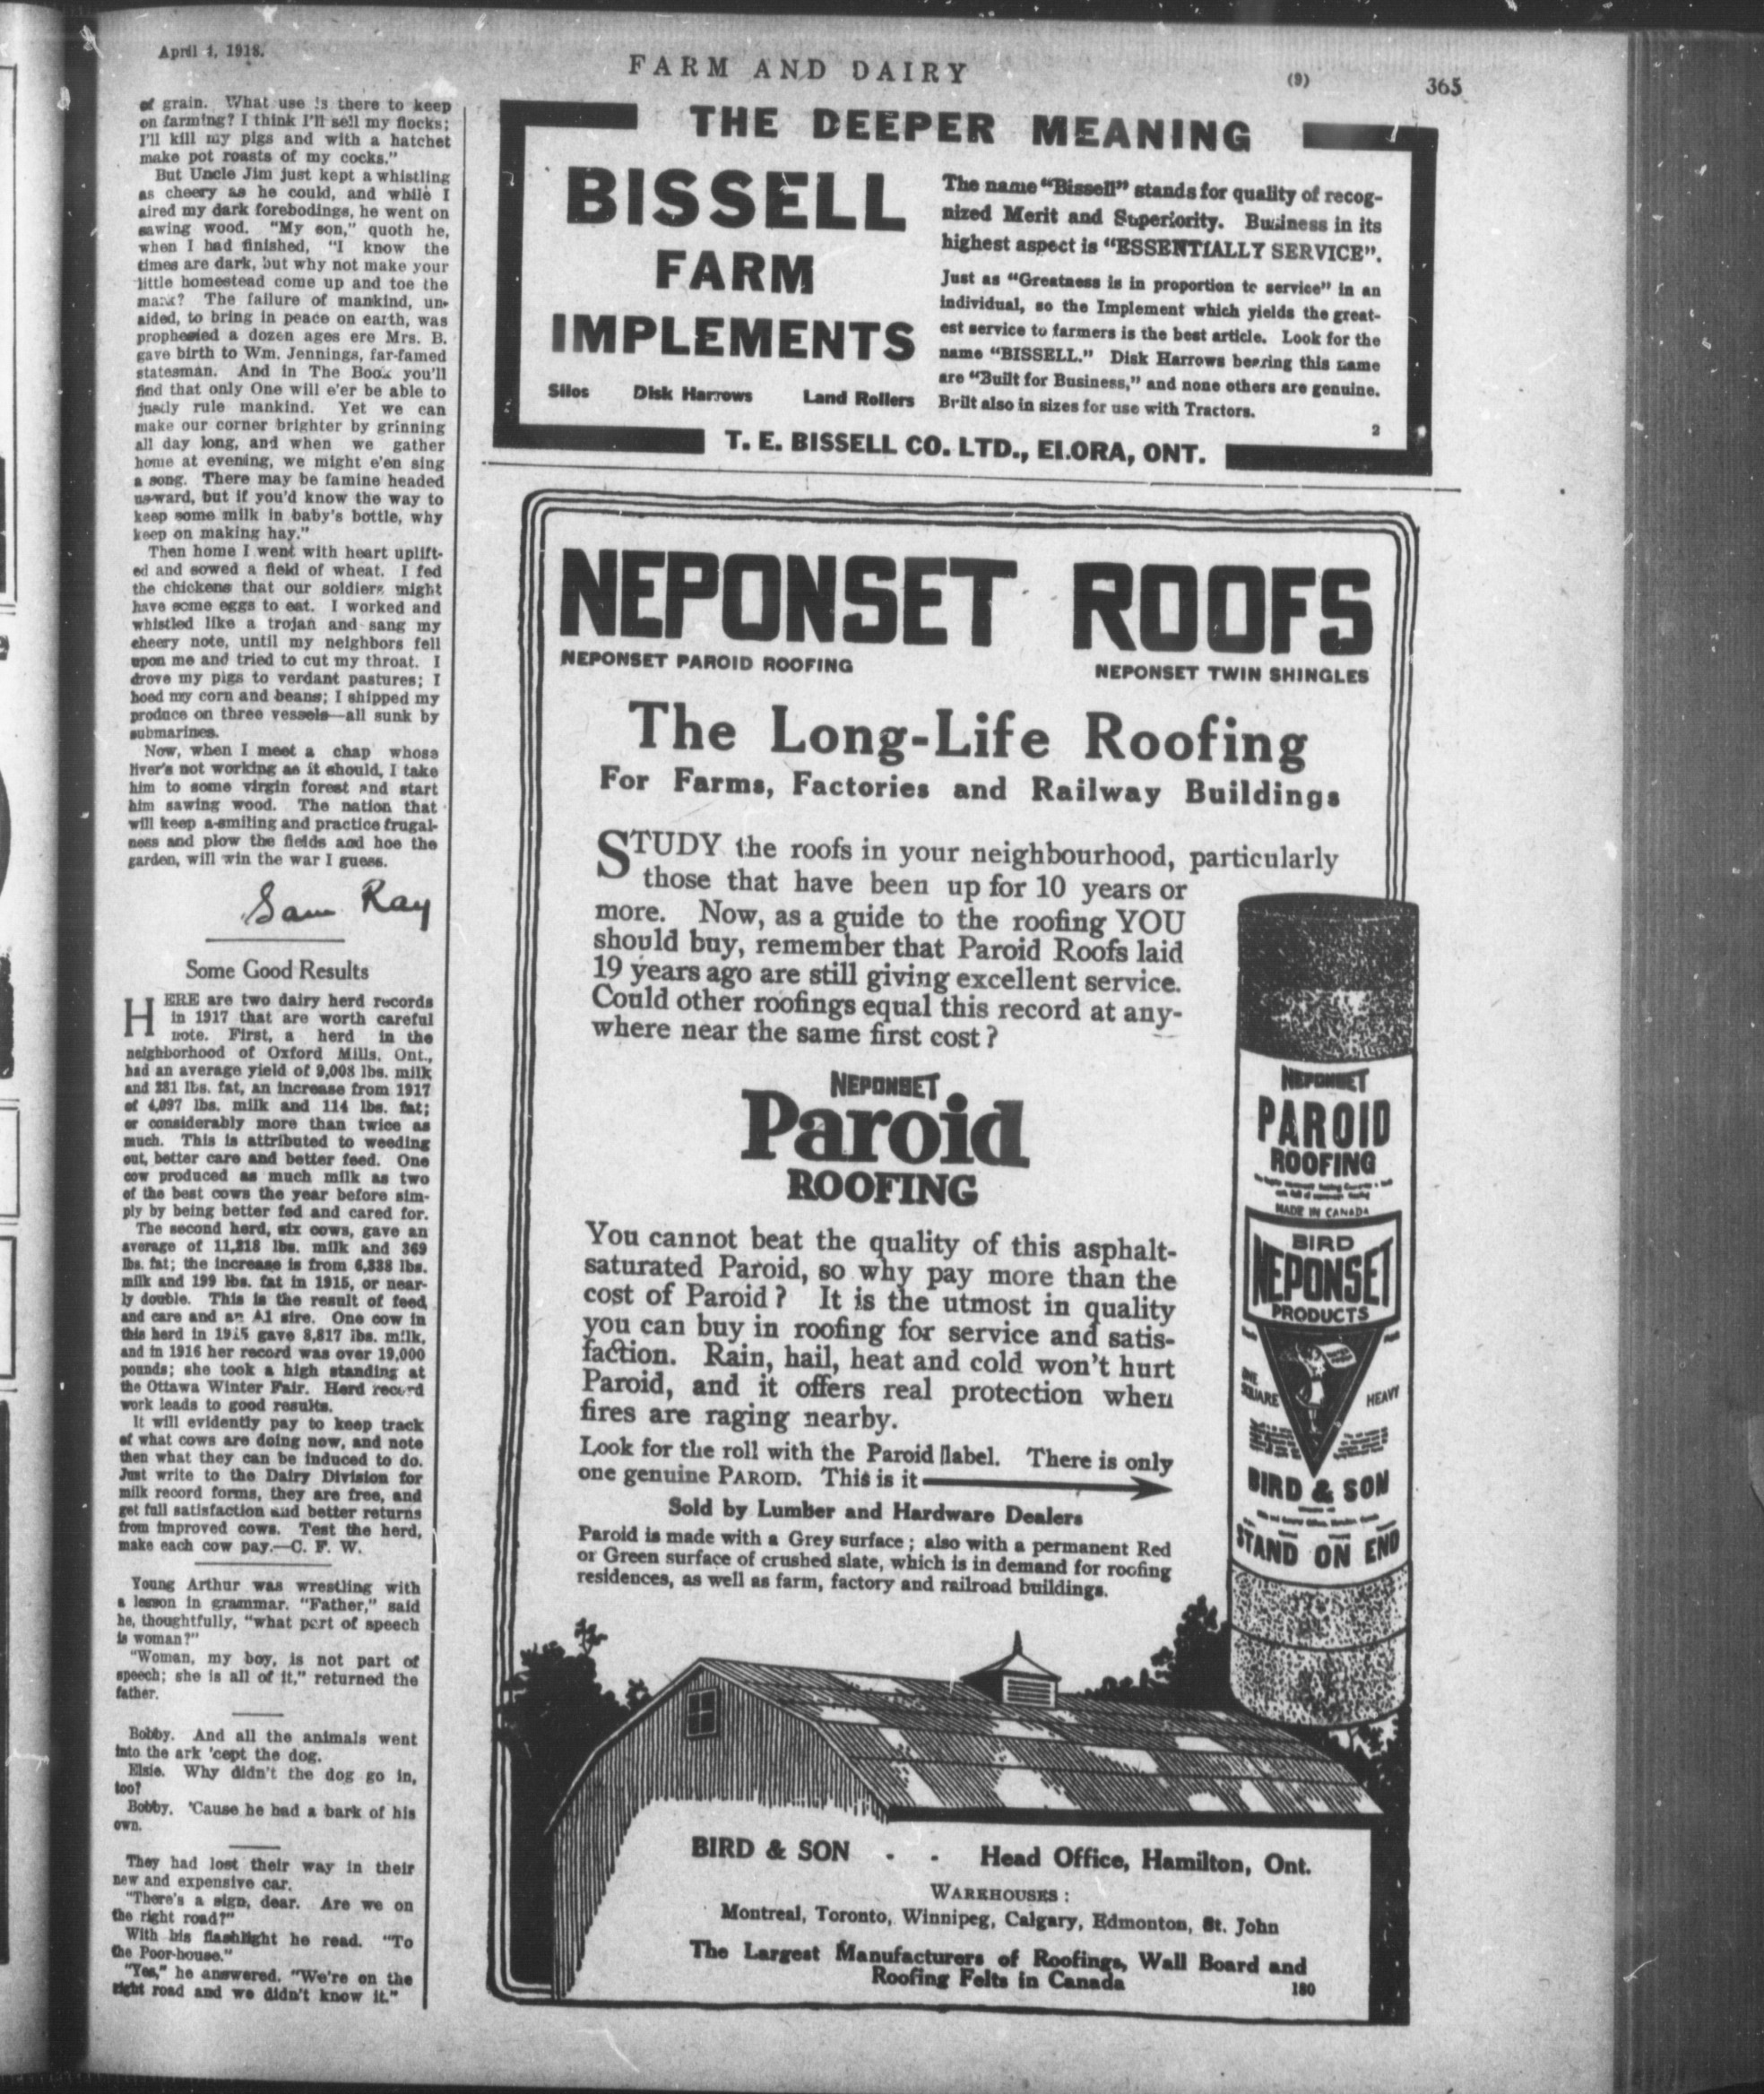 April 4, 1918.
FARM AND DAIRY
(9)
365
of grain. What use is there to keep
on farming? I think I'll sell my flocks;
I'll kill my pigs and with a hatchet
make pot roasts of my cocks."
But Uncle Jim just kept a whistling
as cheery as he could, and while I
aired my dark forebodings, he went on
sawing wood. "My son," quoth he,
when I had finished, "I know the
times are dark, but why not make your
little homestead come up and toe the
mark? The failure of mankind, un-
aided, to bring in peace on earth, was
prophesied a dozen ages ere Mrs. B.
gave birth to Wm. Jennings, far-famed
statesman. And in The Book you'll
find that only One will e'er be able to
justly rule mankind. Yet we can
make our corner brighter by grinning
all day long, and when we gather
home at evening, we might e'en sing
a song. There may be famine headed
us-ward, but if you'd know the way to
keep some milk in baby's bottle, why
keep on making hay."
Then home I went with heart uplift-
ed and sowed a field of wheat. I fed
the chickens that our soldiers might
have some eggs to eat. I worked and
whistled like a trojan and sang my
cheery note, until my neighbors fell
upon me and tried to cut my throat. I
drove my pigs to verdant pastures; I
hoed my corn and beans; I shipped my
produce on three vessels—all sunk by
submarines.
Now, when I meet a chap whose
liver's not working as it should, I take
him to some virgin forest and start
him sawing wood. The nation that
will keep a-smiling and practice frugal-
ness and plow the fields and hoe the
garden, will win the war I guess.
Sam Ray
Some Good Results
HERE are two dairy herd records
in 1917 that are worth careful
note. First, a herd in the
neighborhood of Oxford Mills, Ont.,
had an average yield of 9,008 lbs. milk
and 281 lbs. fat, an increase from 1917
of 4,097 lbs. milk and 114 lbs. fat;
or considerably more than twice as
much. This is attributed to weeding
out, better care and better feed. One
cow produced as much milk as two
of the best cows the year before sim-
ply by being better fed and cared for.
The second herd, six cows, gave an
average of 11,218 lbs. milk and 369
lbs. fat; the increase is from 6,338 lbs.
milk and 199 lbs. fat in 1915, or near-
ly double. This is the result of feed
and care and an A1 sire. One cow in
this herd in 1915 gave 8,817 lbs. milk,
and in 1916 her record was over 19,000
pounds; she took a high standing at
the Ottawa Winter Fair. Herd record
work leads to good results.
It will evidently pay to keep track
of what cows are doing now, and note
then what they can be induced to do.
Just write to the Dairy Division for
milk record forms, they are free, and
get full satisfaction and better returns
from improved cows. Test the herd,
make each cow pay.—C. F. W.
Young Arthur was wrestling with
a lesson in grammar. "Father," said
he, thoughtfully, "what part of speech
is woman?"
"Woman, my boy, is not part of
speech; she is all of it," returned the
father.
Bobby. And all the animals went
into the ark 'cept the dog.
Elsie. Why didn't the dog go in,
too?
Bobby. 'Cause he had a bark of his
own.
They had lost their way in their
new and expensive car.
"There's a sign, dear. Are we on
the right road?"
With his flashlight he read. "To
the Poor-house."
"Yes," he answered. "We're on the
right road and we didn't know it."
THE DEEPER MEANING
BISSELL
FARM
IMPLEMENTS
Silos Disk Harrows Land Rollers
The name "Bissell" stands for quality of recog-
nized Merit and Superiority. Business in its
highest aspect is "ESSENTIALLY SERVICE".
Just as "Greatness is in proportion to service" in an
individual, so the Implement which yields the great-
est service to farmers is the best article. Look for the
name "BISSELL." Disk Harrows bearing this name
are "Built for Business," and none others are genuine.
Built also in sizes for use with Tractors.
2
T. E. BISSELL CO. LTD., ELORA, ONT.
NEPONSET ROOFS
NEPONSET PAROID ROOFING
NEPONSET TWIN SHINGLES
The Long-Life Roofing
For Farms, Factories and Railway Buildings
STUDY the roofs in your neighbourhood, particularly
those that have been up for 10 years or
more. Now, as a guide to the roofing YOU
should buy, remember that Paroid Roofs laid
19 years ago are still giving excellent service.
Could other roofings equal this record at any-
where near the same first cost?
NEPONSET
Paroid
ROOFING
You cannot beat the quality of this asphalt-
saturated Paroid, so why pay more than the
cost of Paroid? It is the utmost in quality
you can buy in roofing for service and satis-
faction. Rain, hail, heat and cold won't hurt
Paroid, and it offers real protection when
fires are raging nearby.
Look for the roll with the Paroid label. There is only
one genuine PAROID. This is it
Sold by Lumber and Hardware Dealers
Paroid is made with a Grey surface; also with a permanent Red
or Green surface of crushed slate, which is in demand for roofing
residences, as well as farm, factory and railroad buildings.
NEPONSET
PAROID
ROOFING
MADE IN CANADA
BIRD
NEPONSET
PRODUCTS
ONE
SQUARE
HEAVY
BIRD & SON
STAND ON END
BIRD & SON - - Head Office, Hamilton, Ont.
WAREHOUSES:
Montreal, Toronto, Winnipeg, Calgary, Edmonton, St. John
The Largest Manufacturers of Roofings, Wall Board and
Roofing Felts in Canada
180